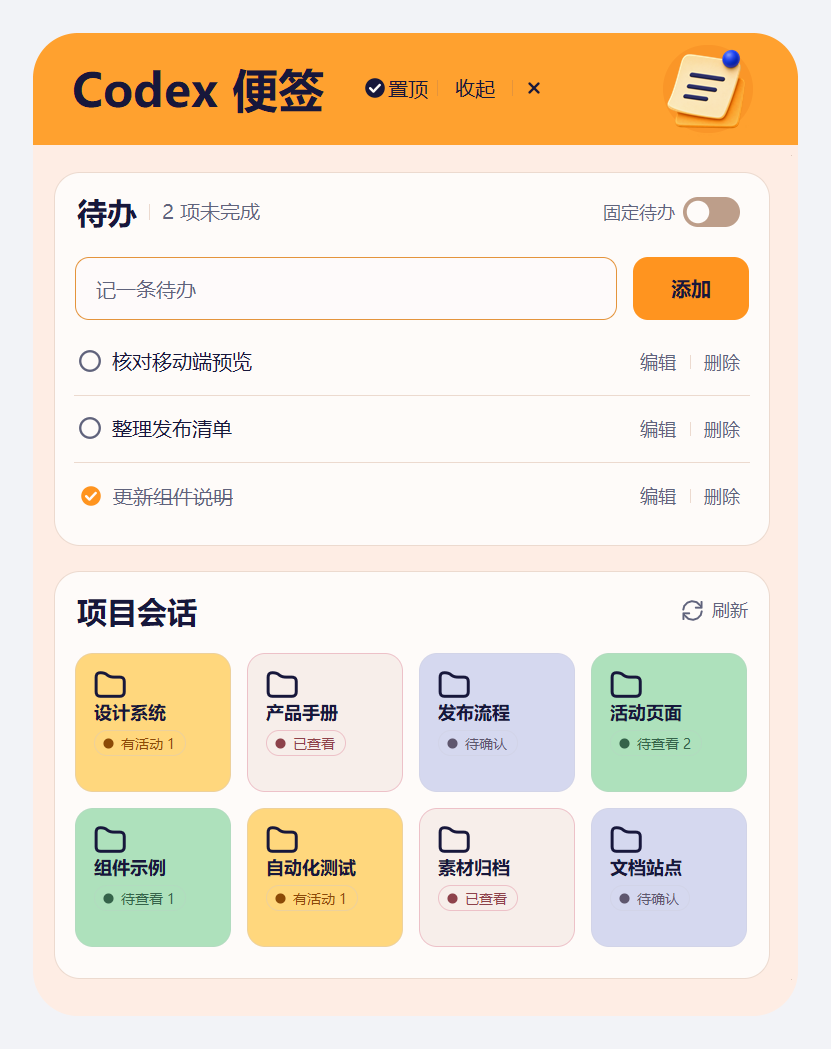 Codex 便签
置顶 收起
待办 2 项未完成 固定待办
记一条待办 添加
核对移动端预览 编辑 删除
整理发布清单 编辑 删除
更新组件说明 编辑 删除
项目会话 刷新
设计系统 产品手册 发布流程 活动页面
有活动 1 已查看 待确认 待查看 2
组件示例 自动化测试 素材归档 文档站点
待查看 1 有活动 1 已查看 待确认